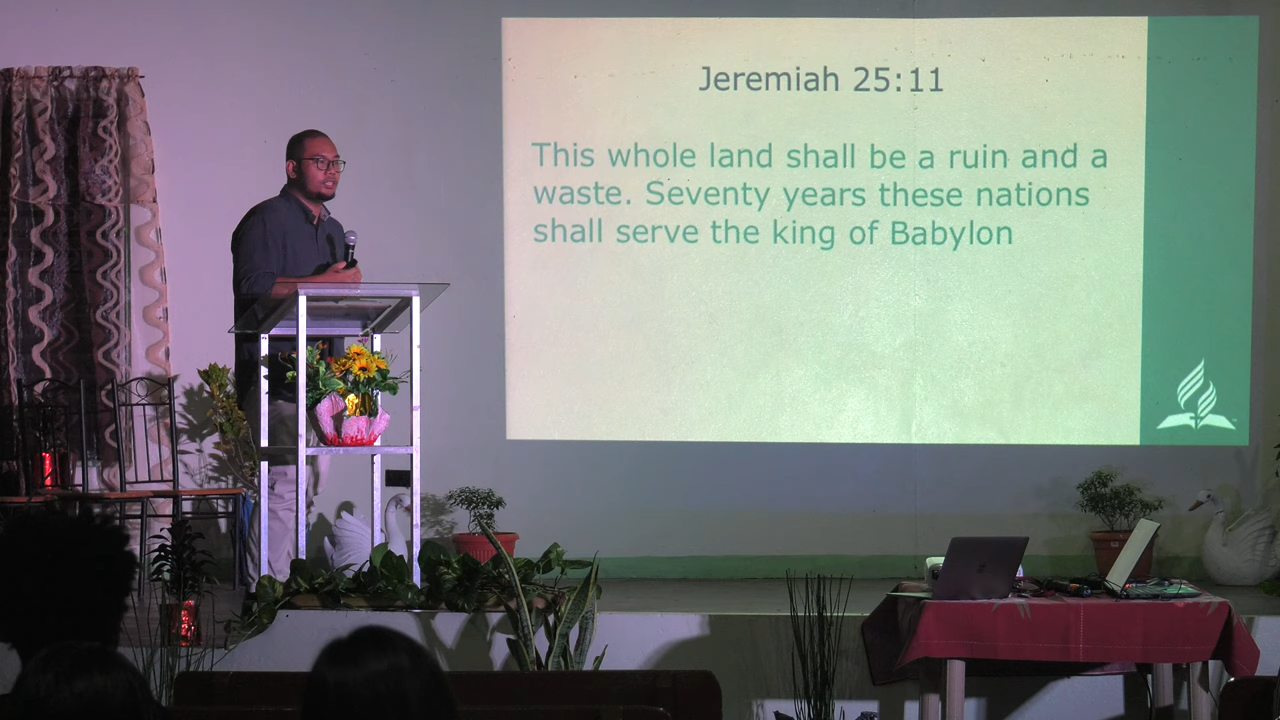 Jeremiah 25:11
This whole land shall be a ruin and a
waste. Seventy years these nations
shall serve the king of Babylon